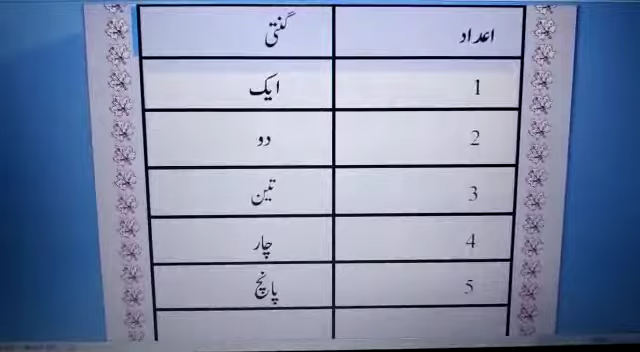 اعداد گنتی
1 ایک
2 دو
3 تین
4 چار
5 پانچ